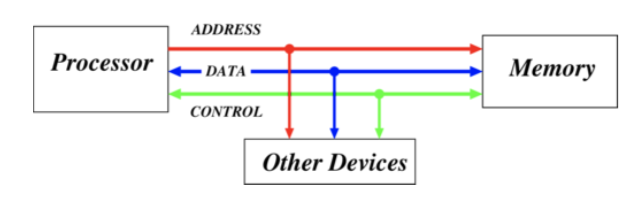 ADDRESS
Processor
DATA
Memory
CONTROL
Other Devices